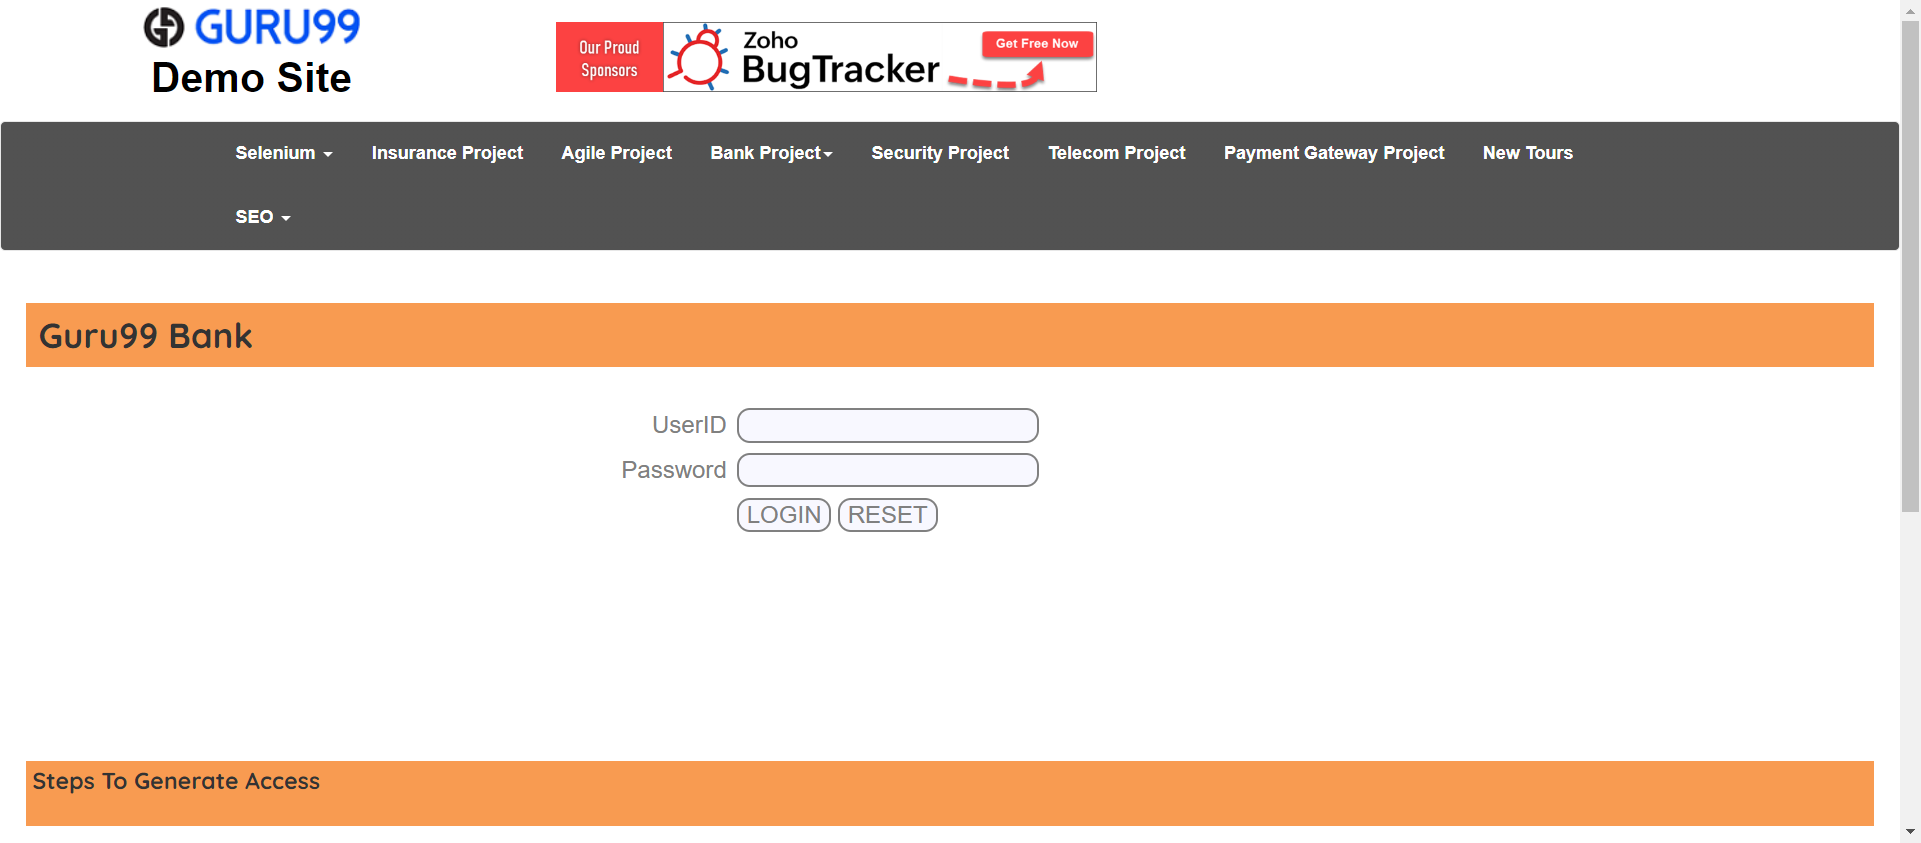 GURU99
Demo Site
Our Proud
Sponsors
Zoho
BugTracker
Get Free Now
Selenium
Insurance Project
Agile Project
Bank Project
Security Project
Telecom Project
Payment Gateway Project
New Tours
SEO
Guru99 Bank
UserID
Password
LOGIN
RESET
Steps To Generate Access